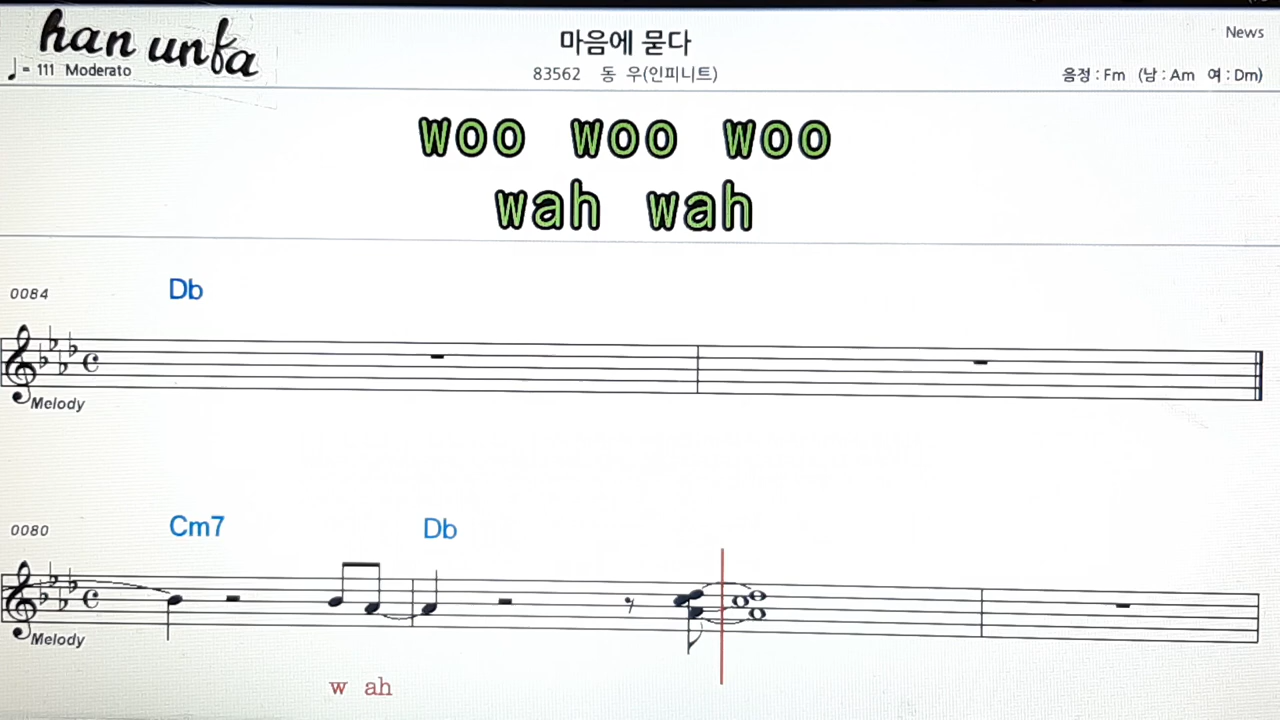 han unfa
♩= 111 Moderato
마음에 묻다
83562 동 우(인피니트)
News
음정 : Fm (남 : Am 여 : Dm)
woo woo woo
wah wah
0084
Db
Melody
0080
Cm7 Db
Melody
w ah